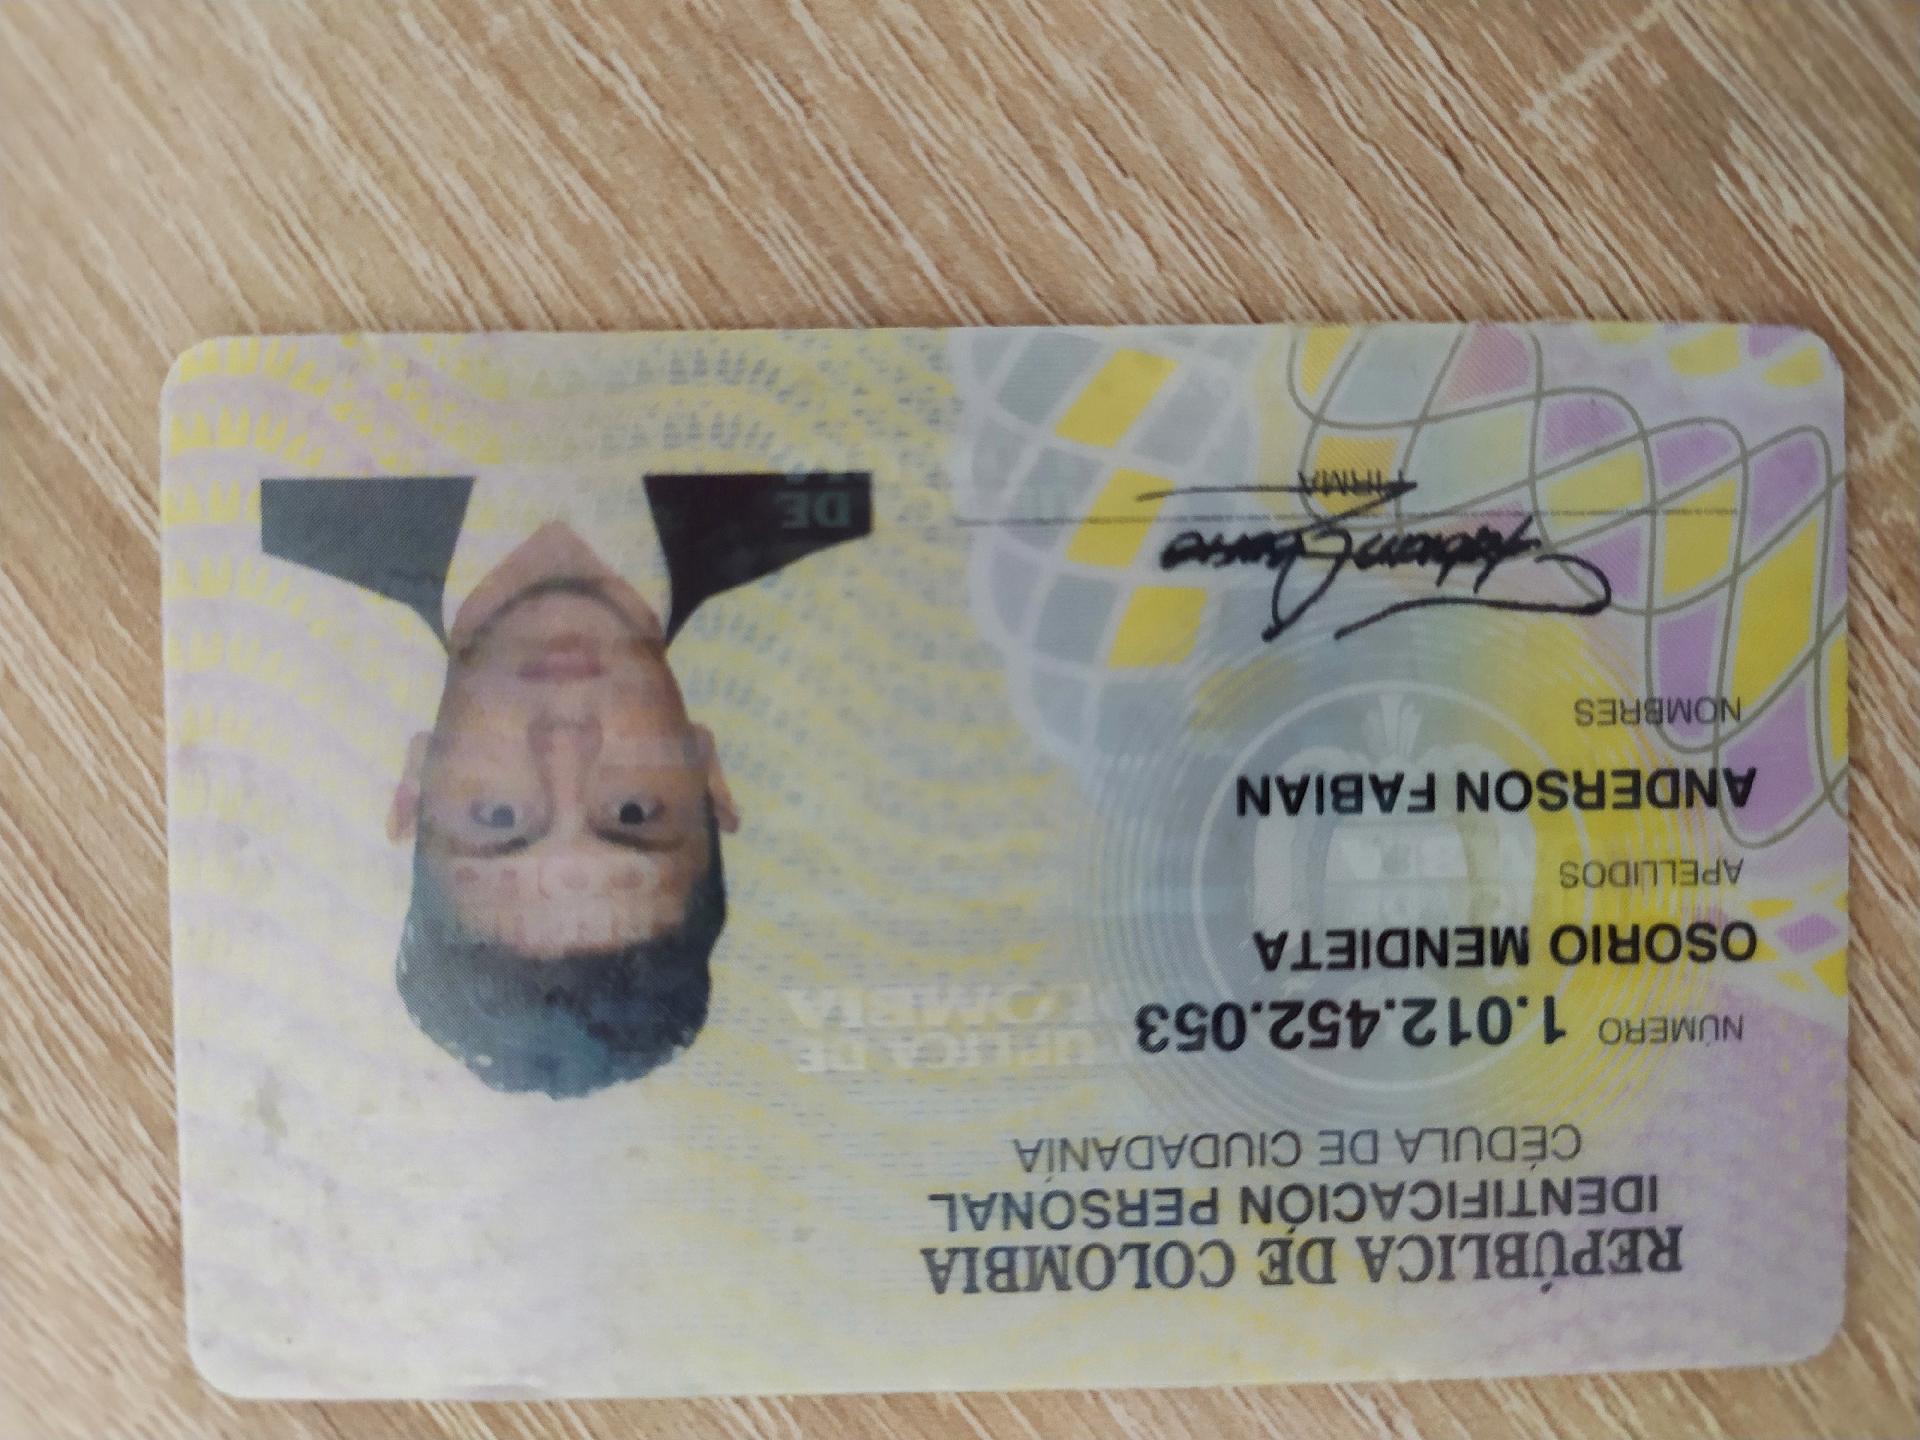 REPÚBLICA DE COLOMBIA
IDENTIFICACIÓN PERSONAL
CÉDULA DE CIUDADANÍA
NÚMERO 1.012.452.053
OSORIO MENDIETA
APELLIDOS
ANDERSON FABIAN
NOMBRES
FIRMA